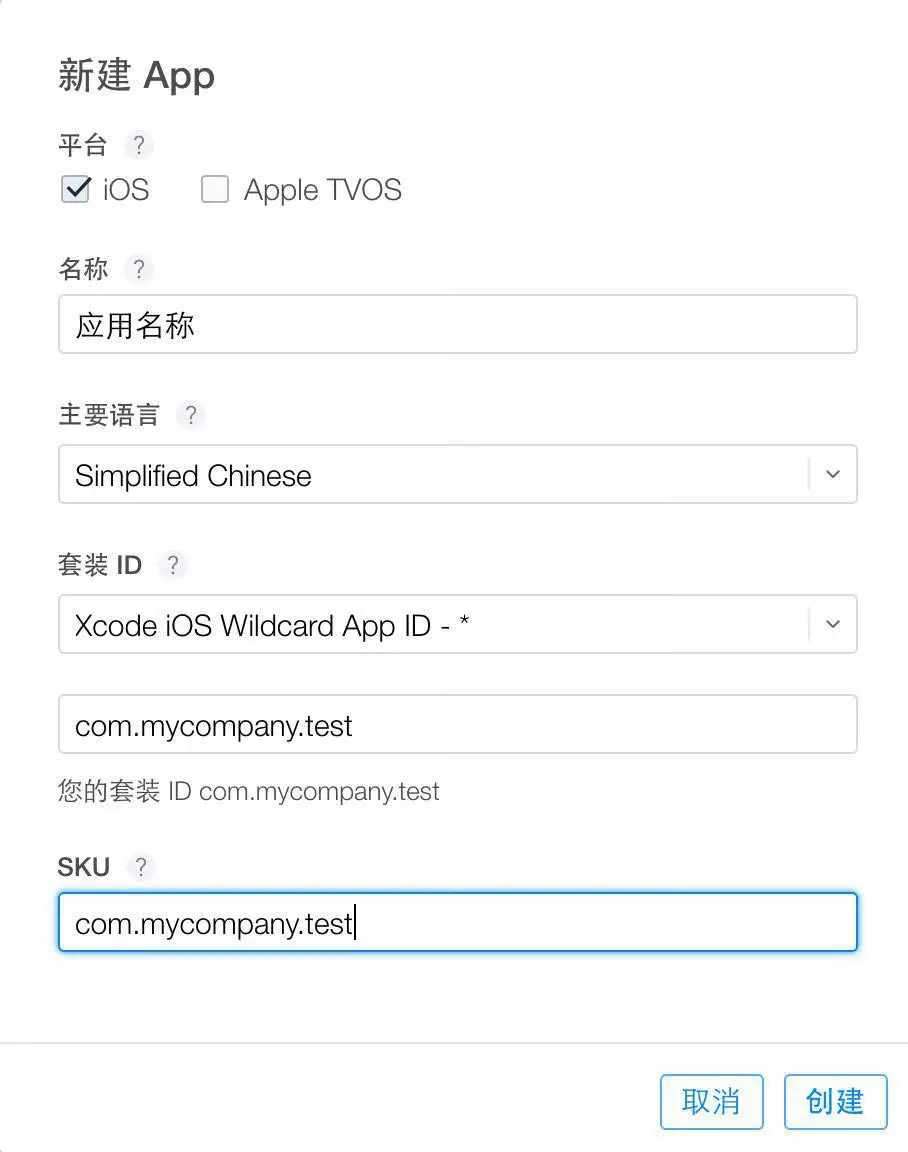 新建 App
平台 ?
iOS Apple TVOS
名称 ?
应用名称
主要语言 ?
Simplified Chinese
套装 ID ?
Xcode iOS Wildcard App ID - *
com.mycompany.test
您的套装 ID com.mycompany.test
SKU ?
com.mycompany.test
取消 创建